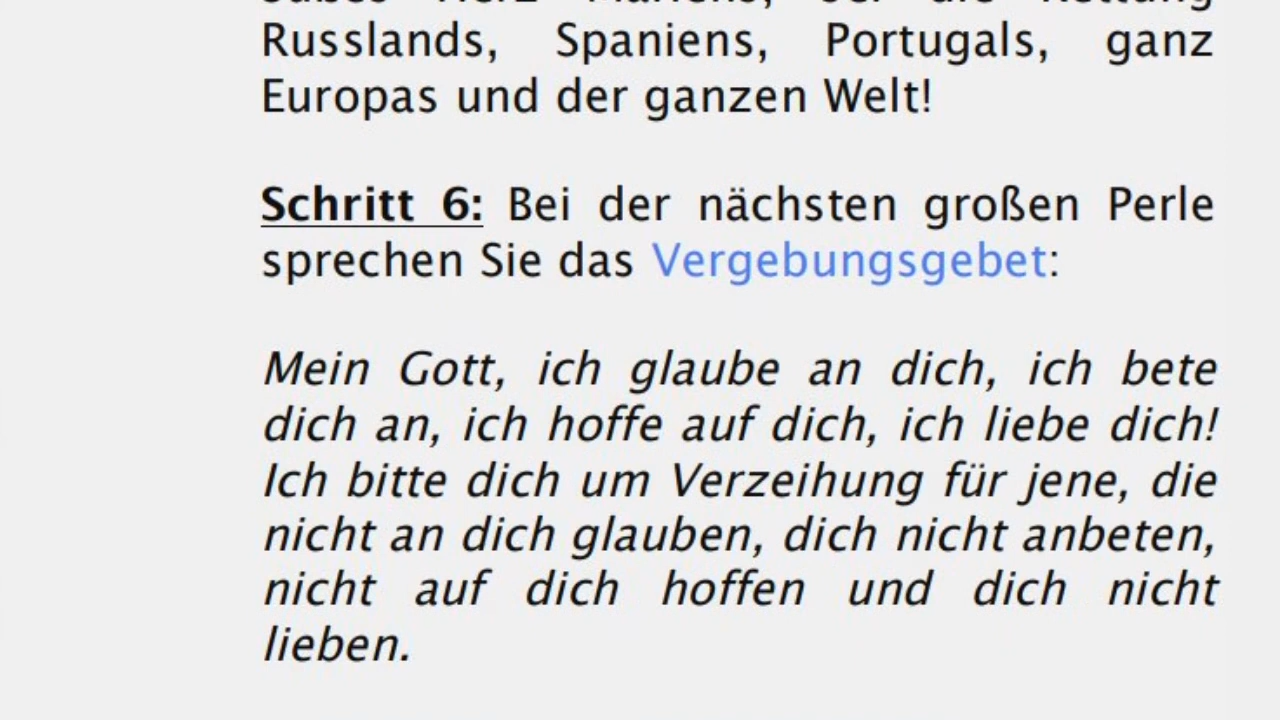 Russlands, Spaniens, Portugals, ganz
Europas und der ganzen Welt!
Schritt 6: Bei der nächsten großen Perle
sprechen Sie das Vergebungsgebet:
Mein Gott, ich glaube an dich, ich bete
dich an, ich hoffe auf dich, ich liebe dich!
Ich bitte dich um Verzeihung für jene, die
nicht an dich glauben, dich nicht anbeten,
nicht auf dich hoffen und dich nicht
lieben.